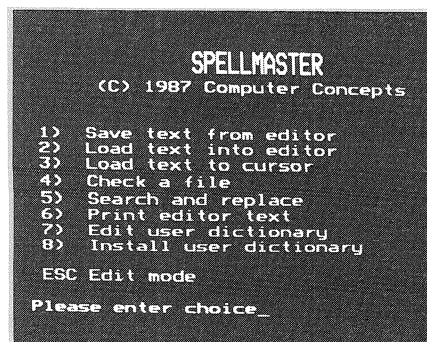 SPELLMASTER
(C) 1987 Computer Concepts
1) Save text from editor
2) Load text into editor
3) Load text to cursor
4) Check a file
5) Search and replace
6) Print editor text
7) Edit user dictionary
8) Install user dictionary
ESC Edit mode
Please enter choice_